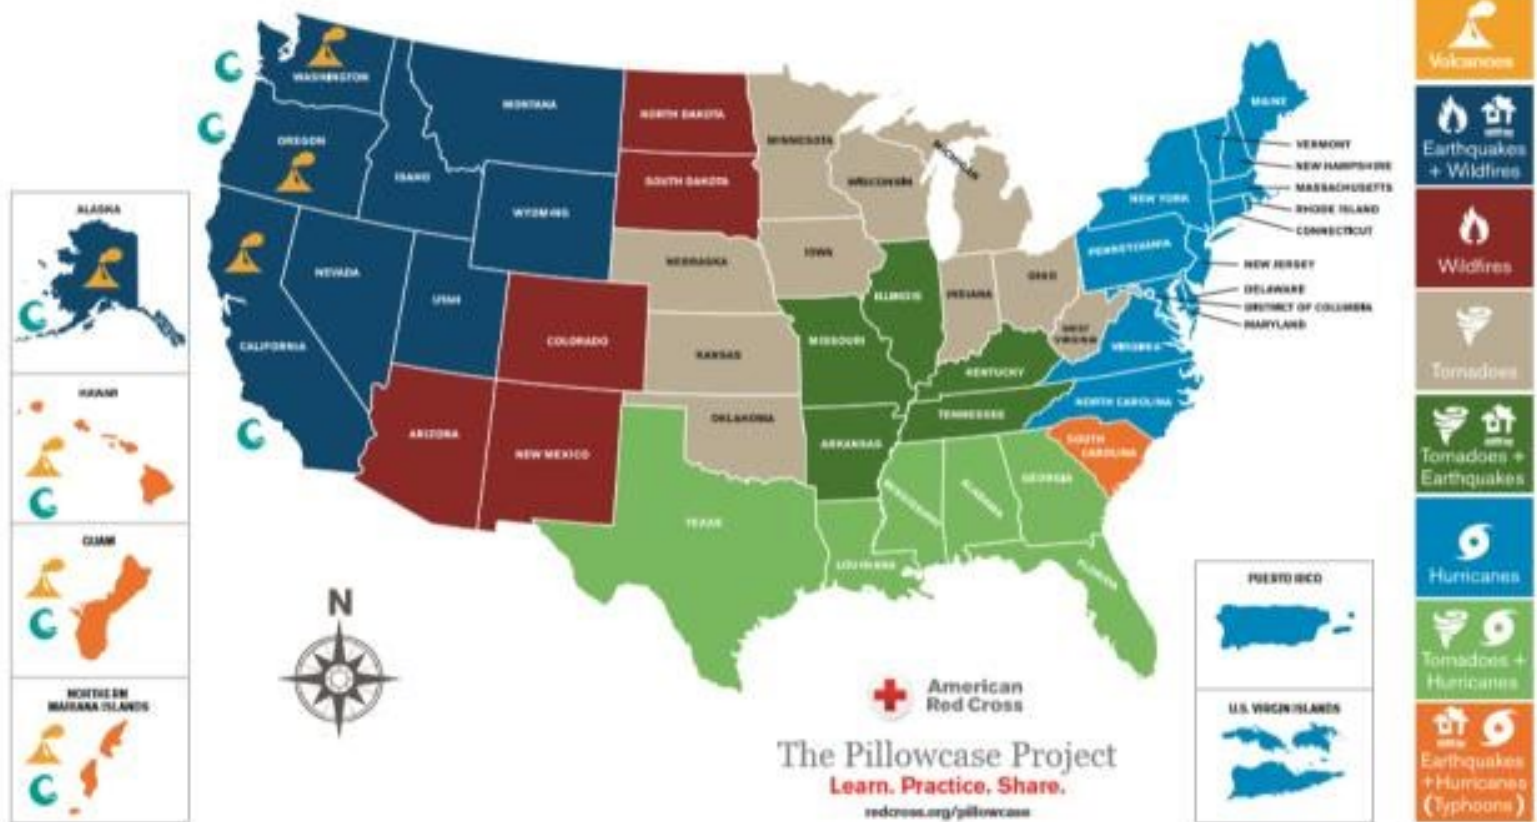 WASHINGTON
OREGON
CALIFORNIA
NEVADA
IDAHO
MONTANA
WYOMING
UTAH
ARIZONA
COLORADO
NEW MEXICO
NORTH DAKOTA
SOUTH DAKOTA
NEBRASKA
KANSAS
OKLAHOMA
TEXAS
MINNESOTA
IOWA
MISSOURI
ARKANSAS
LOUISIANA
WISCONSIN
ILLINOIS
MICHIGAN
INDIANA
OHIO
KENTUCKY
TENNESSEE
MISSISSIPPI
ALABAMA
GEORGIA
FLORIDA
SOUTH
CAROLINA
NORTH CAROLINA
VIRGINIA
WEST
VIRGINIA
PENNSYLVANIA
NEW YORK
MAINE
VERMONT
NEW HAMPSHIRE
MASSACHUSETTS
RHODE ISLAND
CONNECTICUT
NEW JERSEY
DELAWARE
DISTRICT OF COLUMBIA
MARYLAND
ALASKA
HAWAII
GUAM
NORTHERN
MARIANA ISLANDS
N
American
Red Cross
The Pillowcase Project
Learn. Practice. Share.
redcross.org/pillowcase
PUERTO RICO
U.S. VIRGIN ISLANDS
Volcanoes
Earthquakes
+ Wildfires
Wildfires
Tornadoes
Tornadoes +
Earthquakes
Hurricanes
Tornadoes +
Hurricanes
Earthquakes
+Hurricanes
(Typhoons)